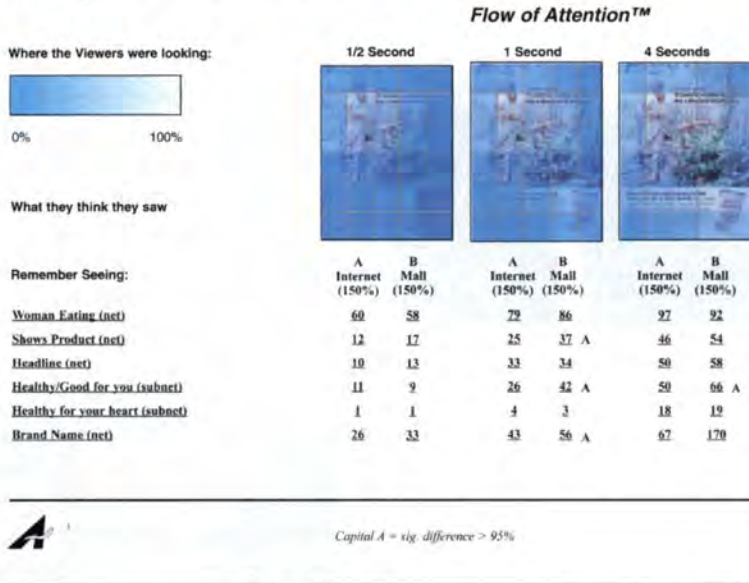 Flow of Attention™
Where the Viewers were looking:
1/2 Second 1 Second 4 Seconds
0% 100%
What they think they saw
A B A B A B
Remember Seeing: Internet Mall Internet Mall Internet Mall
(150%) (150%) (150%) (150%) (150%) (150%)
Woman Eating (net) 60 58 79 86 97 92
Shows Product (net) 12 17 25 37 A 46 54
Headline (net) 10 13 33 34 50 58
Healthy/Good for you (subnet) 11 9 26 42 A 50 66 A
Healthy for your heart (subnet) 1 1 4 3 18 19
Brand Name (net) 26 33 43 56 A 67 170
Capital A = sig. difference > 95%